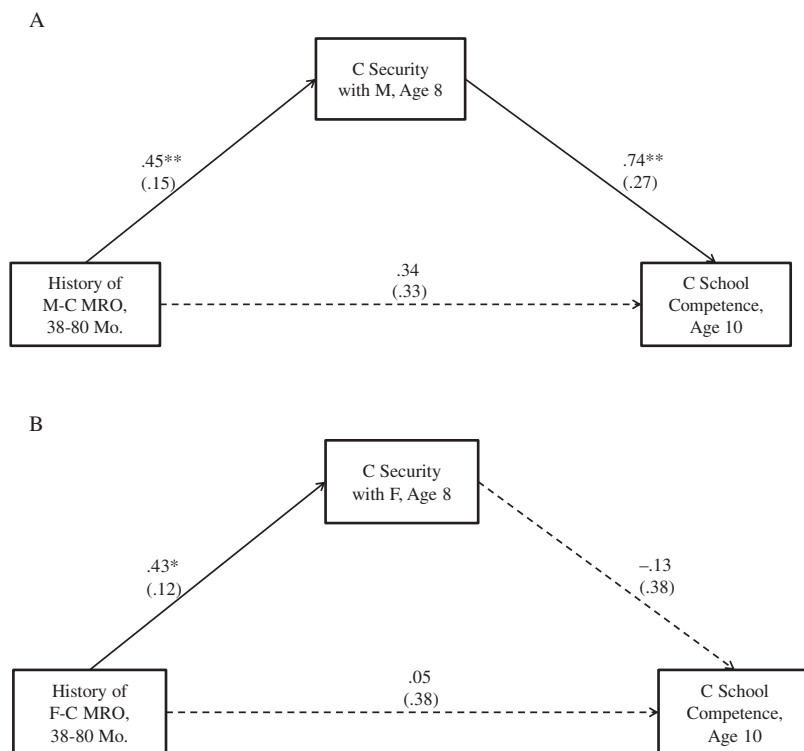 A
C Security
with M, Age 8
.45**
(.15)
.74**
(.27)
History of
M-C MRO,
38-80 Mo.
.34
(.33)
C School
Competence,
Age 10
B
C Security
with F, Age 8
.43*
(.12)
–.13
(.38)
History of
F-C MRO,
38-80 Mo.
.05
(.38)
C School
Competence,
Age 10